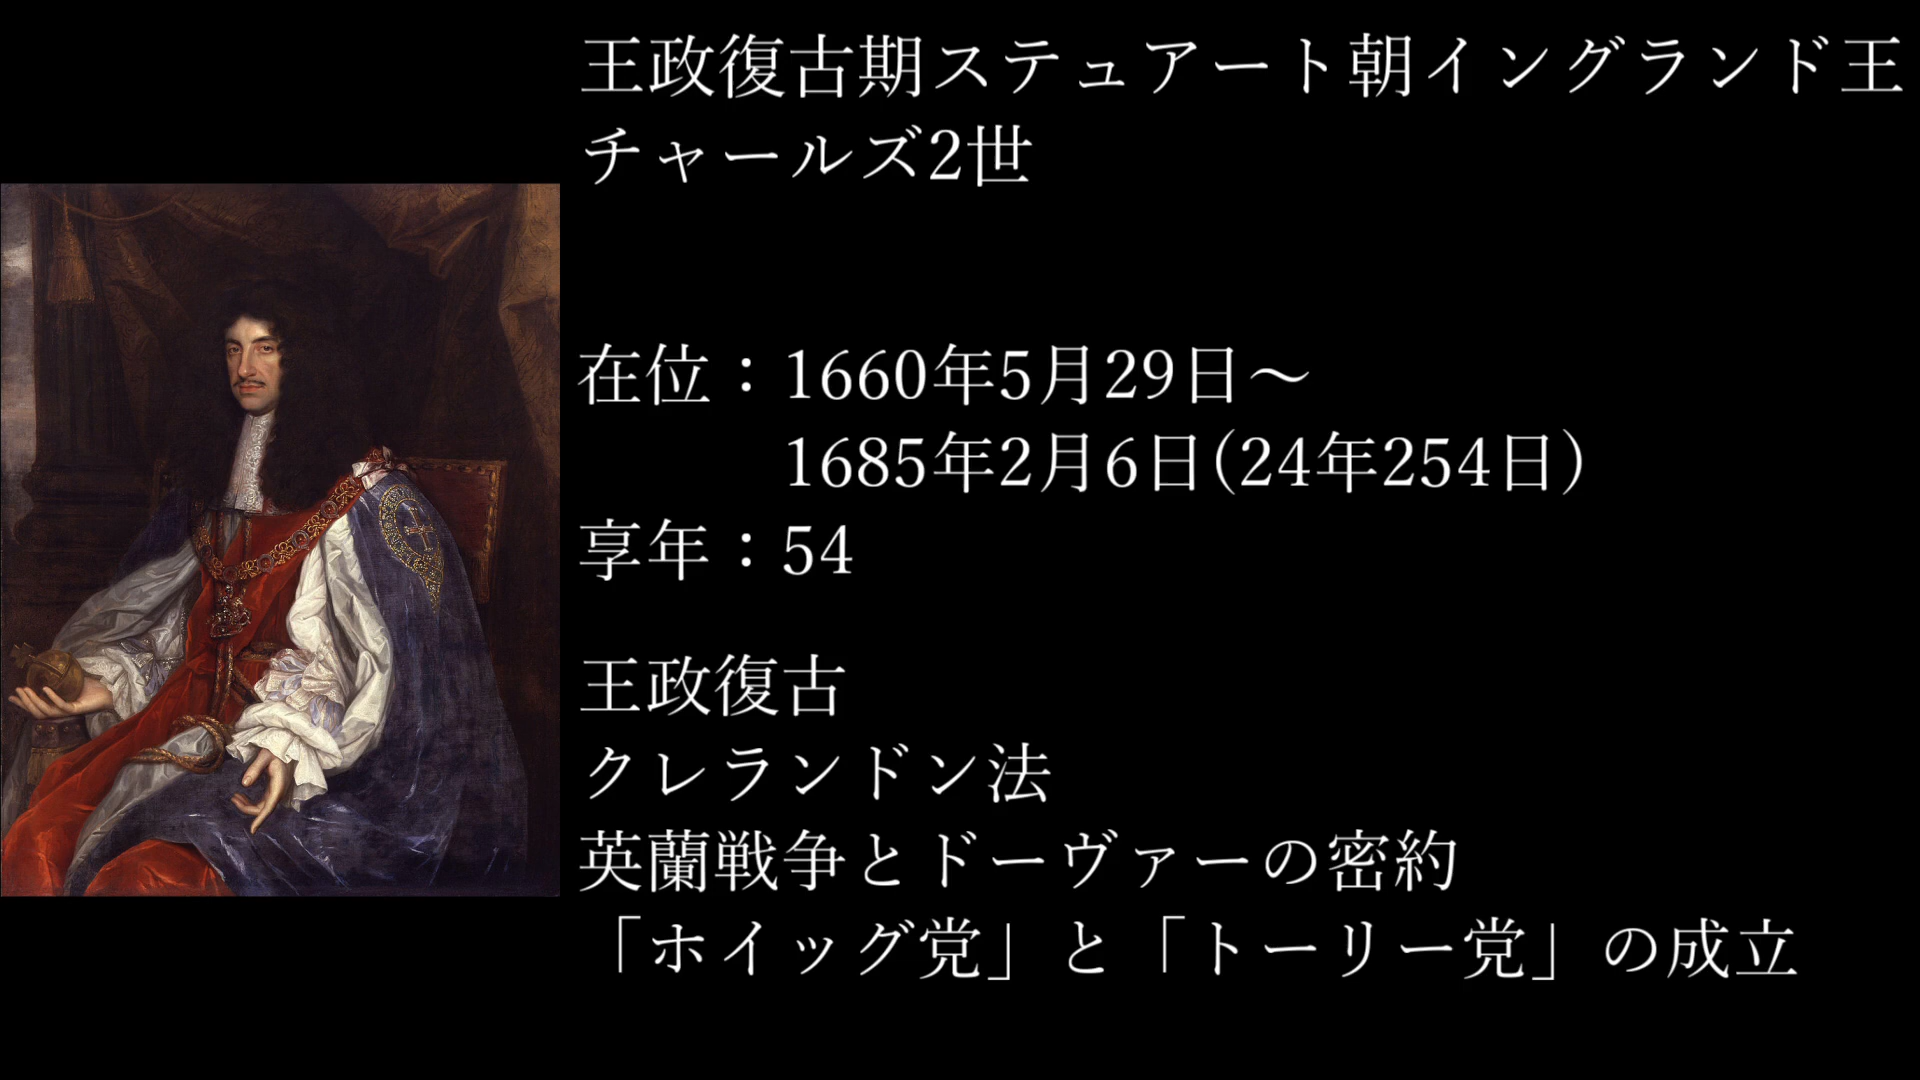 王政復古期ステュアート朝イングランド王
チャールズ2世
在位：1660年5月29日～
1685年2月6日(24年254日)
享年：54
王政復古
クレランドン法
英蘭戦争とドーヴァーの密約
「ホイッグ党」と「トーリー党」の成立